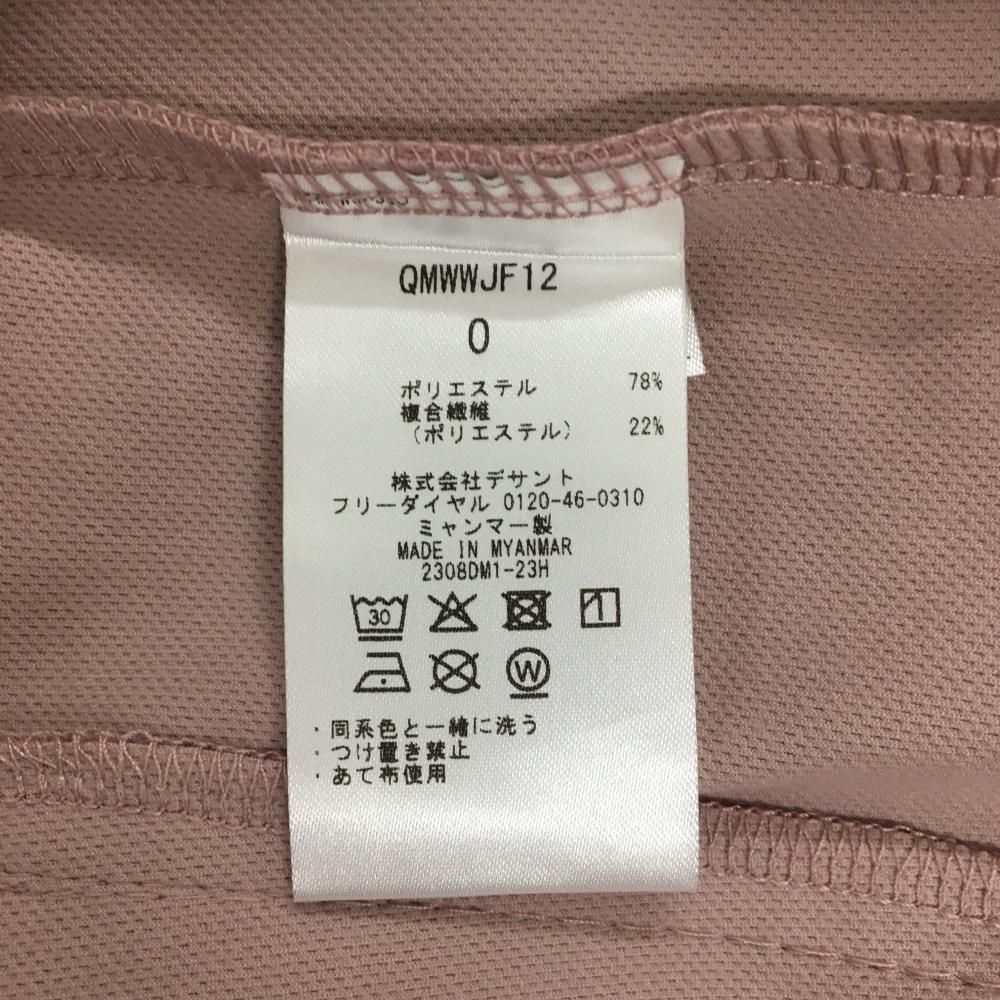 QMWWJF12
0
ポリエステル 78%
複合繊維
(ポリエステル) 22%
株式会社デサント
フリーダイヤル 0120-46-0310
ミャンマー製
MADE IN MYANMAR
2308DM1-23H
30
W
・同系色と一緒に洗う
・つけ置き禁止
・あて布使用